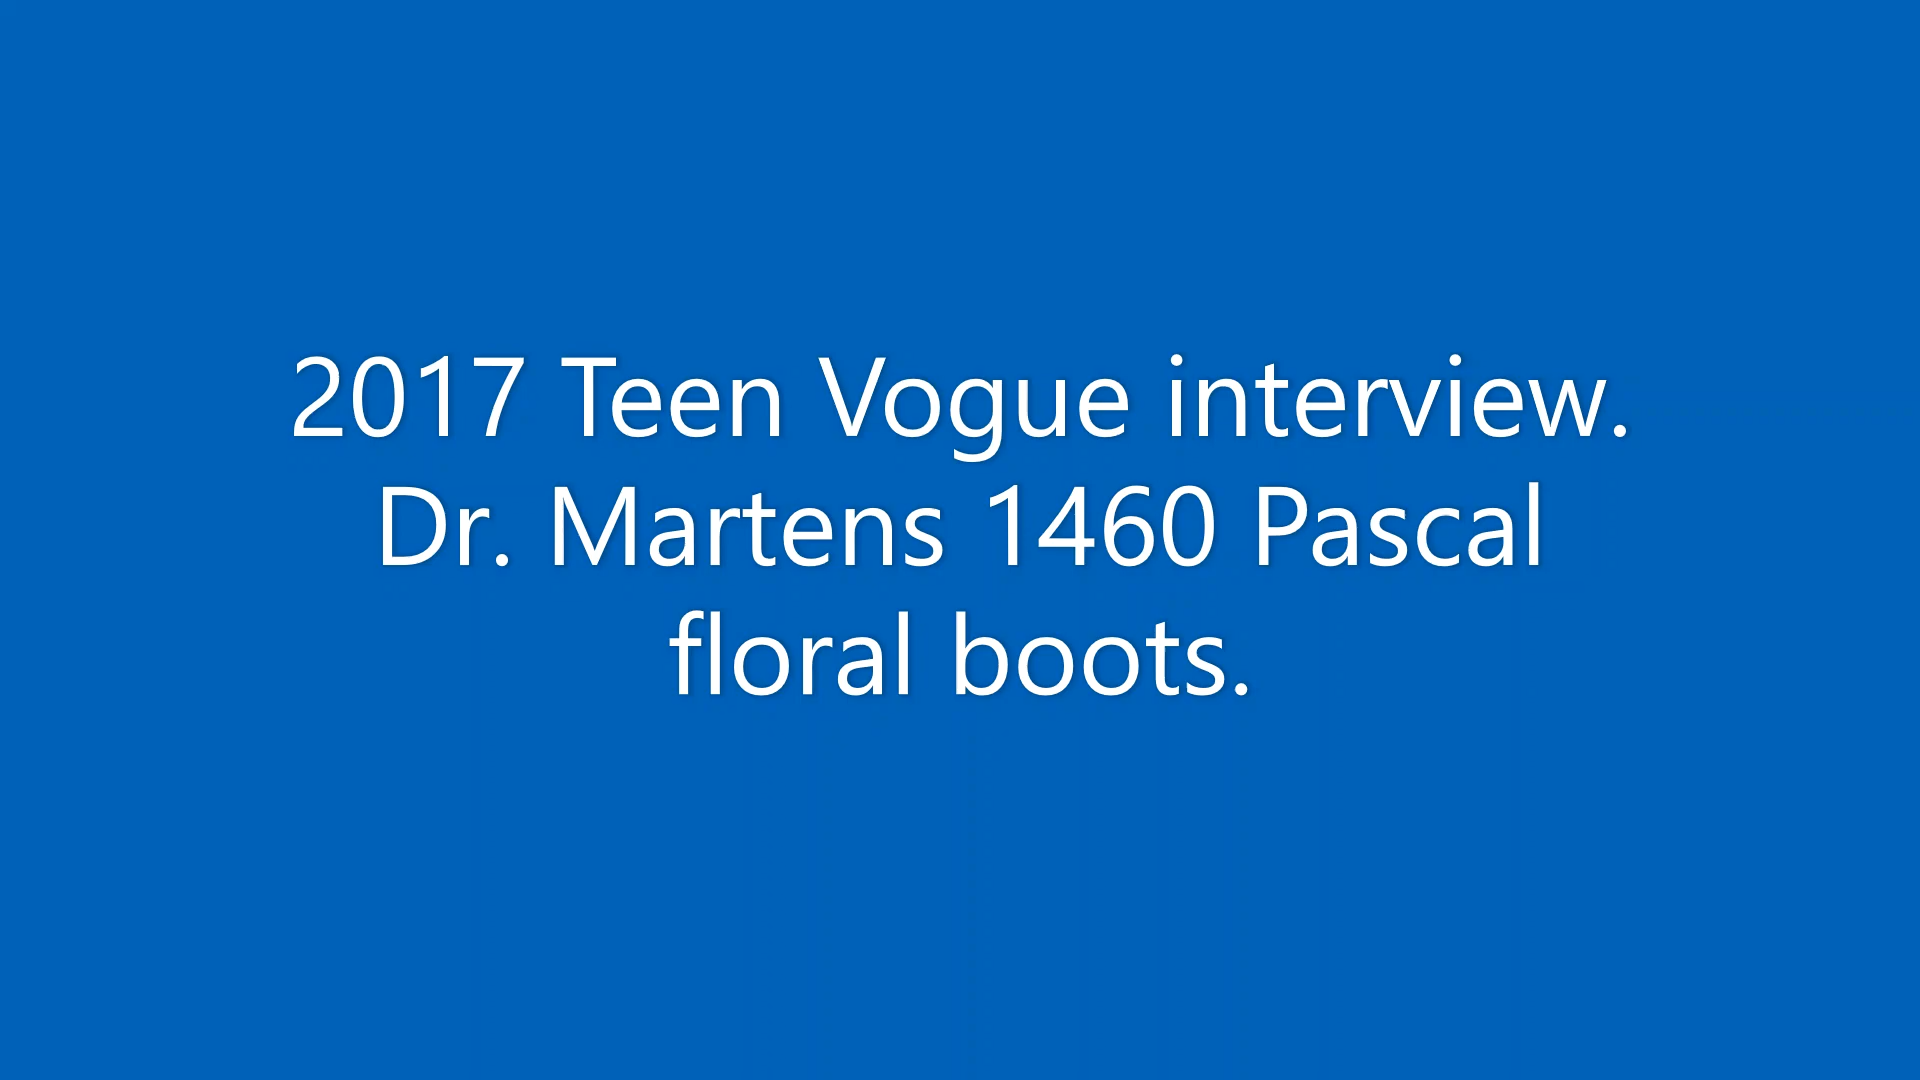 2017 Teen Vogue interview.
Dr. Martens 1460 Pascal
floral boots.